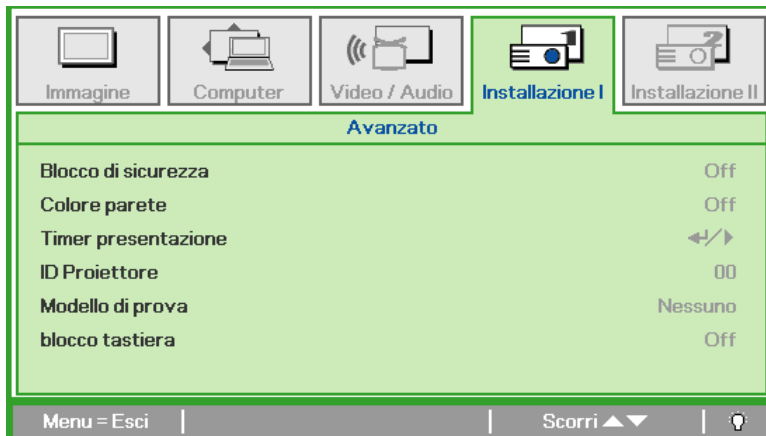 Immagine
Computer
Video / Audio
Installazione I
Installazione II
Avanzato
Blocco di sicurezza Off
Colore parete Off
Timer presentazione
ID Proiettore 00
Modello di prova Nessuno
blocco tastiera Off
Menu = Esci Scorri